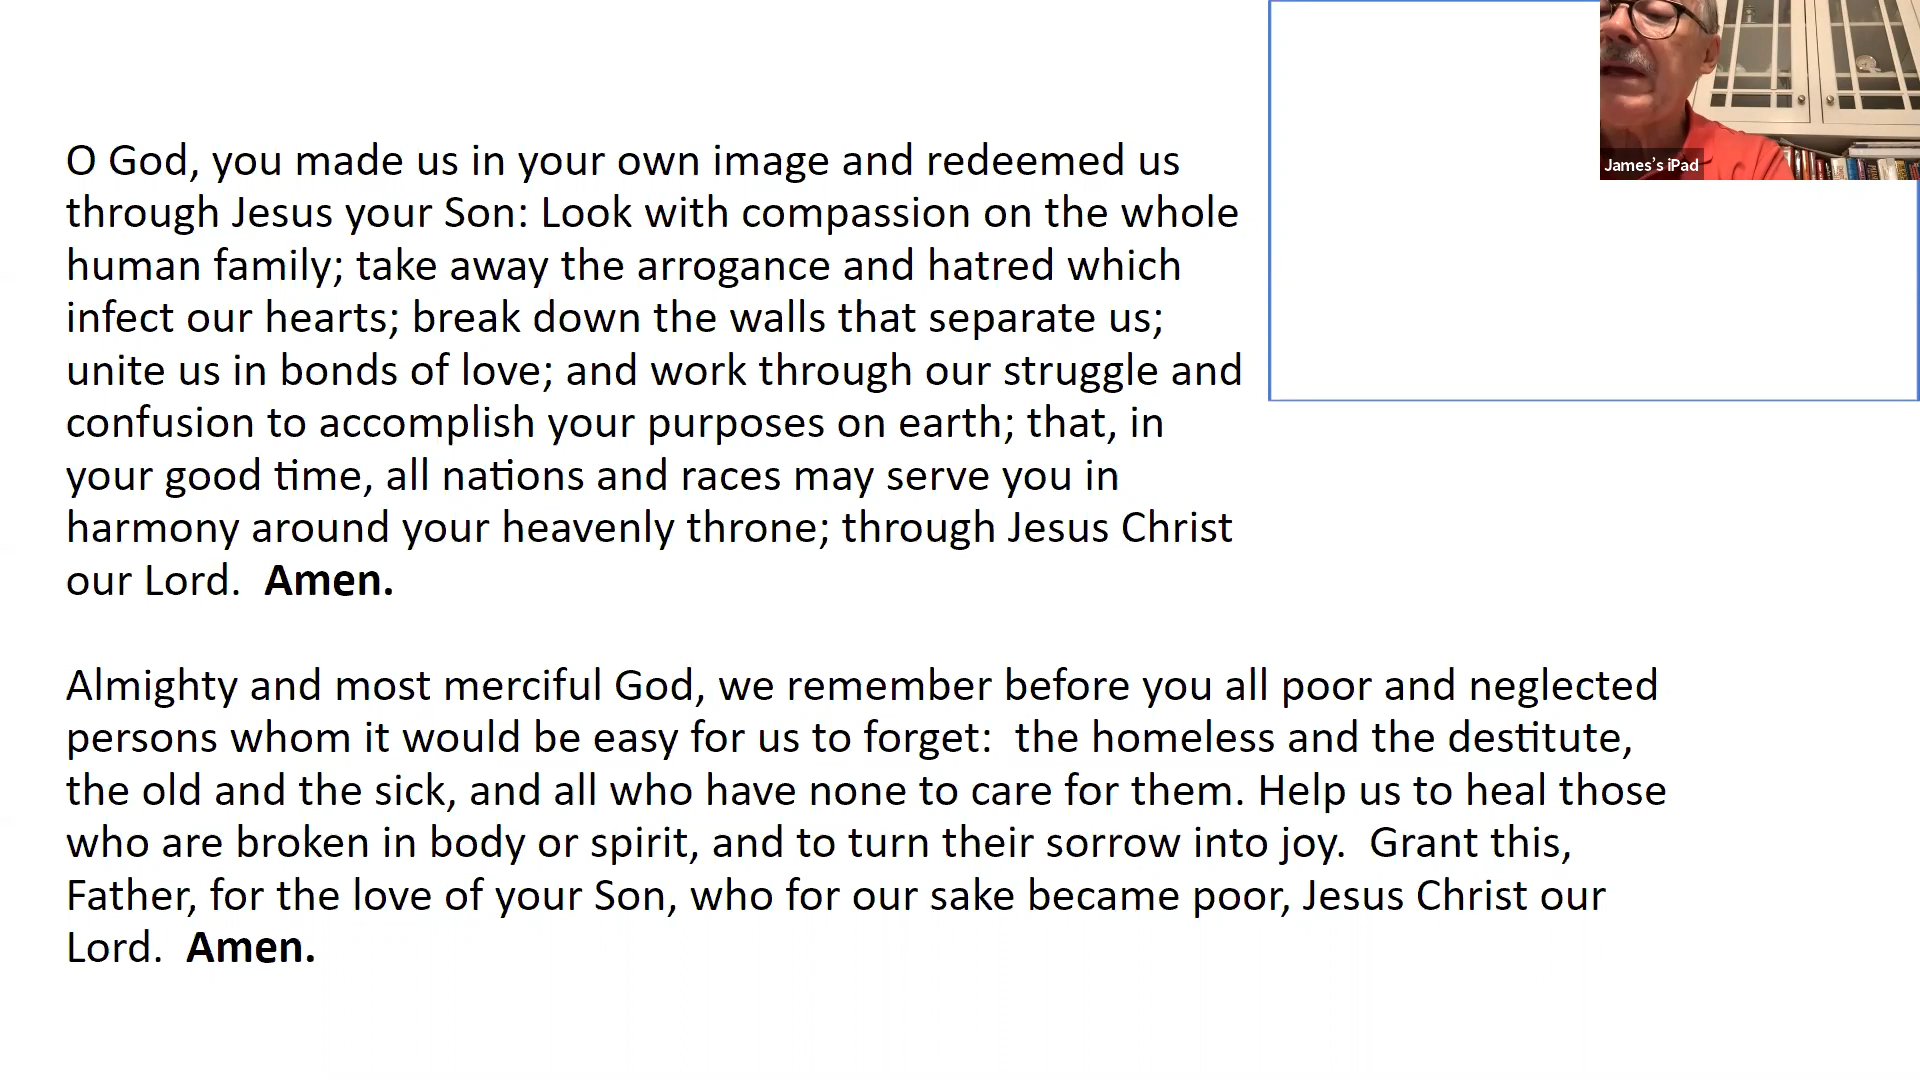 O God, you made us in your own image and redeemed us
through Jesus your Son: Look with compassion on the whole
human family; take away the arrogance and hatred which
infect our hearts; break down the walls that separate us;
unite us in bonds of love; and work through our struggle and
confusion to accomplish your purposes on earth; that, in
your good time, all nations and races may serve you in
harmony around your heavenly throne; through Jesus Christ
our Lord.  Amen.
Almighty and most merciful God, we remember before you all poor and neglected
persons whom it would be easy for us to forget:  the homeless and the destitute,
the old and the sick, and all who have none to care for them. Help us to heal those
who are broken in body or spirit, and to turn their sorrow into joy.  Grant this,
Father, for the love of your Son, who for our sake became poor, Jesus Christ our
Lord.  Amen.
James's iPad